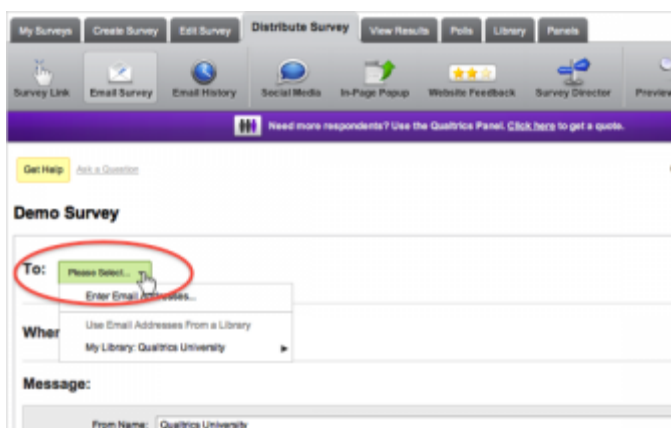 My Surveys Create Survey Edit Survey Distribute Survey View Results Polls Library Panels
Survey Link Email Survey Email History Social Media In-Page Popup Website Feedback Survey Director Preview
Need more respondents? Use the Qualtrics Panel. Click here to get a quote.
Get Help Ask a Question
Demo Survey
To: Please Select...
Enter Email Addresses...
Use Email Addresses From a Library
When
My Library: Qualtrics University
Message:
From Name: Qualtrics University